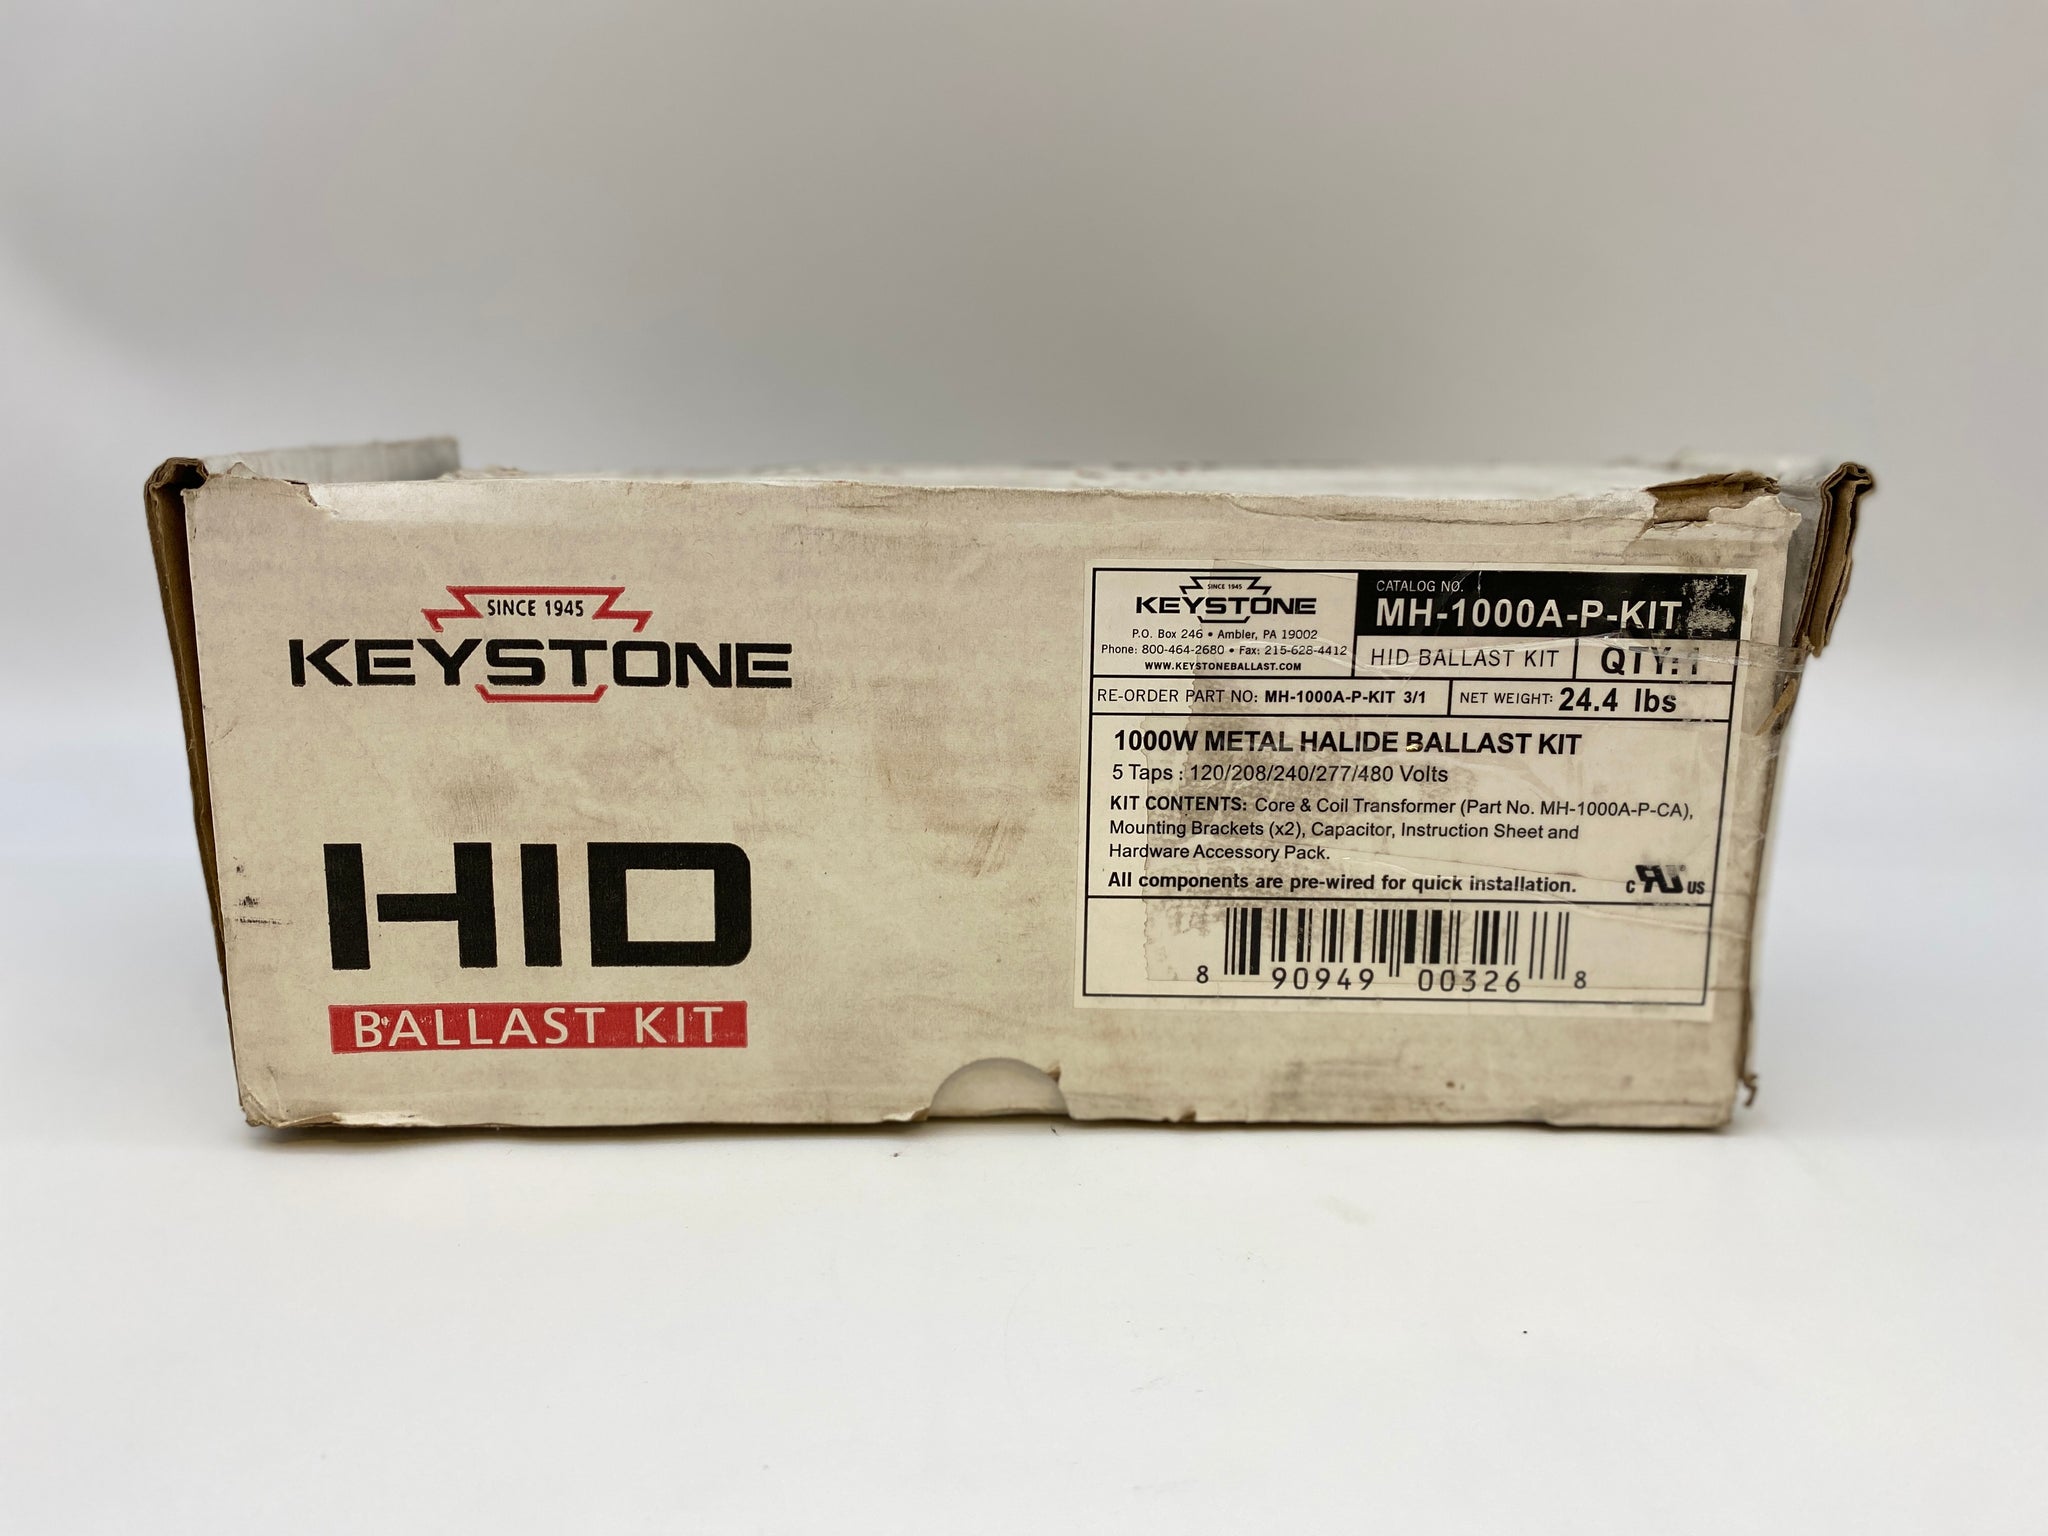 SINCE 1945
KEYSTONE
HID
BALLAST KIT
SINCE 1945
KEYSTONE
P.O. Box 246 • Ambler, PA 19002
Phone: 800-464-2680 • Fax: 215-628-4412
WWW.KEYSTONEBALLAST.COM
CATALOG NO.
MH-1000A-P-KIT
HID BALLAST KIT
QTY: 1
RE-ORDER PART NO: MH-1000A-P-KIT 3/1
NET WEIGHT: 24.4 lbs
1000W METAL HALIDE BALLAST KIT
5 Taps : 120/208/240/277/480 Volts
KIT CONTENTS: Core & Coil Transformer (Part No. MH-1000A-P-CA),
Mounting Brackets (x2), Capacitor, Instruction Sheet and
Hardware Accessory Pack.
All components are pre-wired for quick installation.
c RU US
8 90949 00326 8